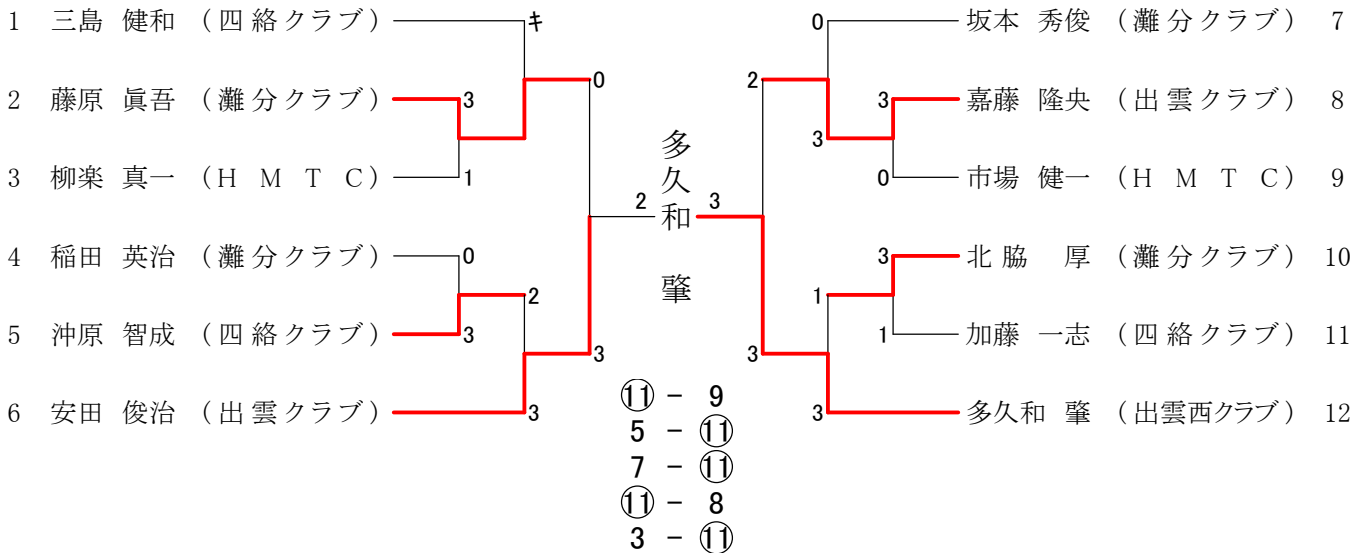 1 三島 健和 (四絡クラブ) キ
0 坂本 秀俊 (灘分クラブ) 7
0
2
2 藤原 眞吾 (灘分クラブ) 3
3 嘉藤 隆央 (出雲クラブ) 8
3
3 柳楽 真一 (H M T C) 1
0 市場 健一 (H M T C) 9
2 多久和 肇 3
4 稲田 英治 (灘分クラブ) 0
3 北脇 厚 (灘分クラブ) 10
2
1
5 沖原 智成 (四絡クラブ) 3
1 加藤 一志 (四絡クラブ) 11
3
3
6 安田 俊治 (出雲クラブ) 3
3 多久和 肇 (出雲西クラブ) 12
⑪ - 9
5 - ⑪
7 - ⑪
⑪ - 8
3 - ⑪